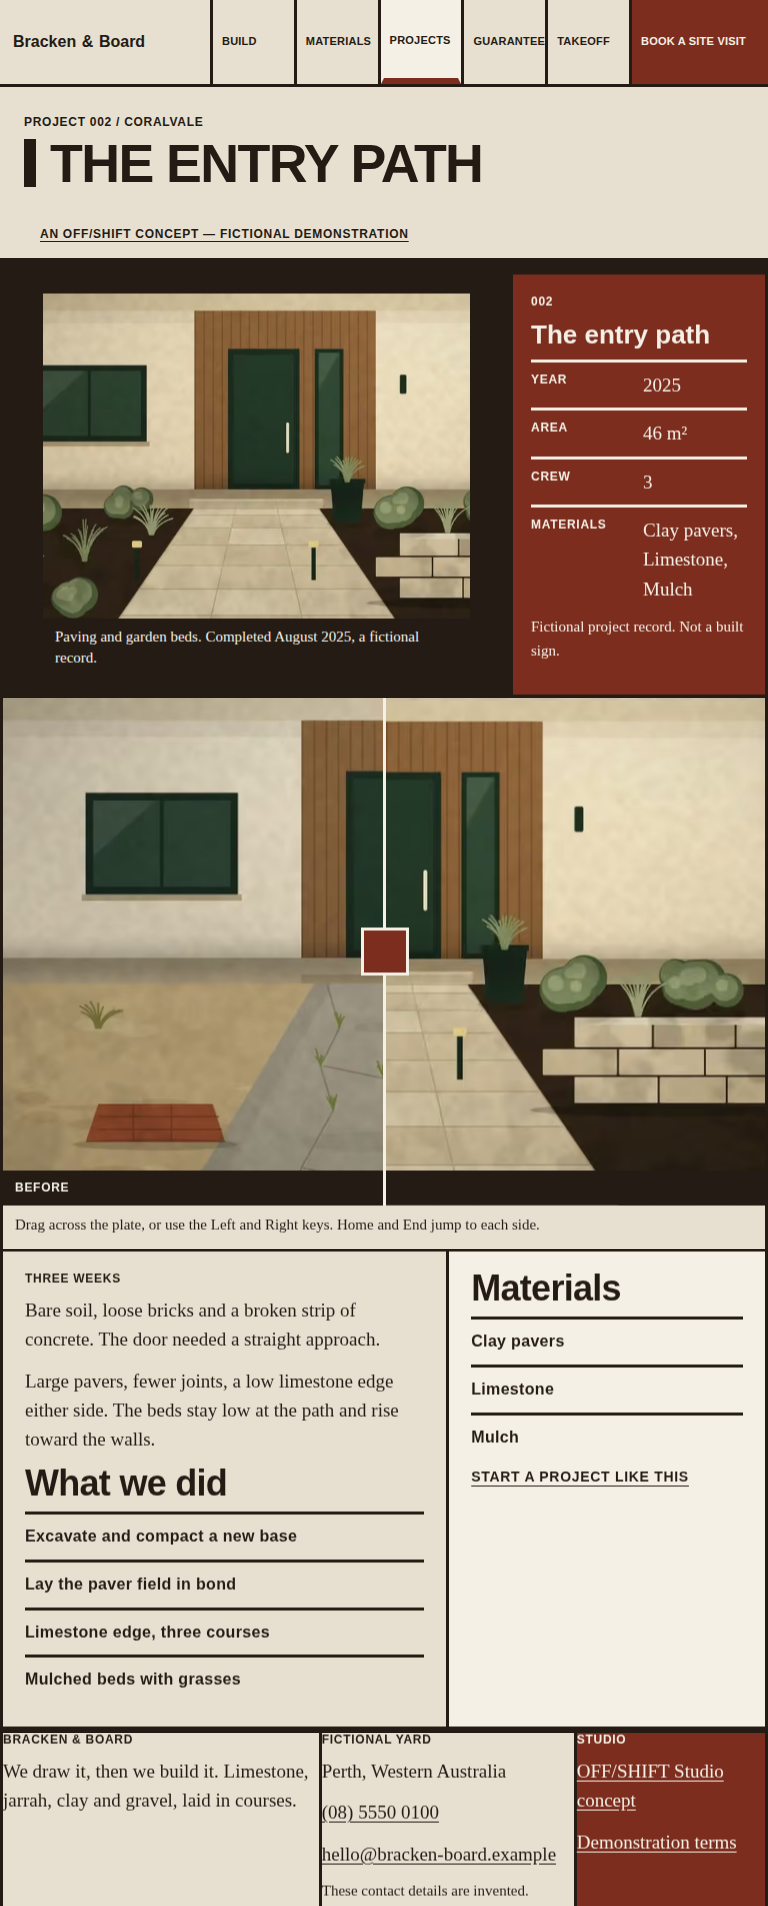 Bracken & Board
BUILD
MATERIALS
PROJECTS
GUARANTEE
TAKEOFF
BOOK A SITE VISIT
PROJECT 002 / CORALVALE
THE ENTRY PATH
AN OFF/SHIFT CONCEPT — FICTIONAL DEMONSTRATION
Paving and garden beds. Completed August 2025, a fictional
record.
002
The entry path
YEAR
2025
AREA
46 m²
CREW
3
MATERIALS
Clay pavers,
Limestone,
Mulch
Fictional project record. Not a built
sign.
BEFORE
Drag across the plate, or use the Left and Right keys. Home and End jump to each side.
THREE WEEKS
Bare soil, loose bricks and a broken strip of
concrete. The door needed a straight approach.
Large pavers, fewer joints, a low limestone edge
either side. The beds stay low at the path and rise
toward the walls.
What we did
Excavate and compact a new base
Lay the paver field in bond
Limestone edge, three courses
Mulched beds with grasses
Materials
Clay pavers
Limestone
Mulch
START A PROJECT LIKE THIS
BRACKEN & BOARD
We draw it, then we build it. Limestone,
jarrah, clay and gravel, laid in courses.
FICTIONAL YARD
Perth, Western Australia
(08) 5550 0100
hello@bracken-board.example
These contact details are invented.
STUDIO
OFF/SHIFT Studio
concept
Demonstration terms